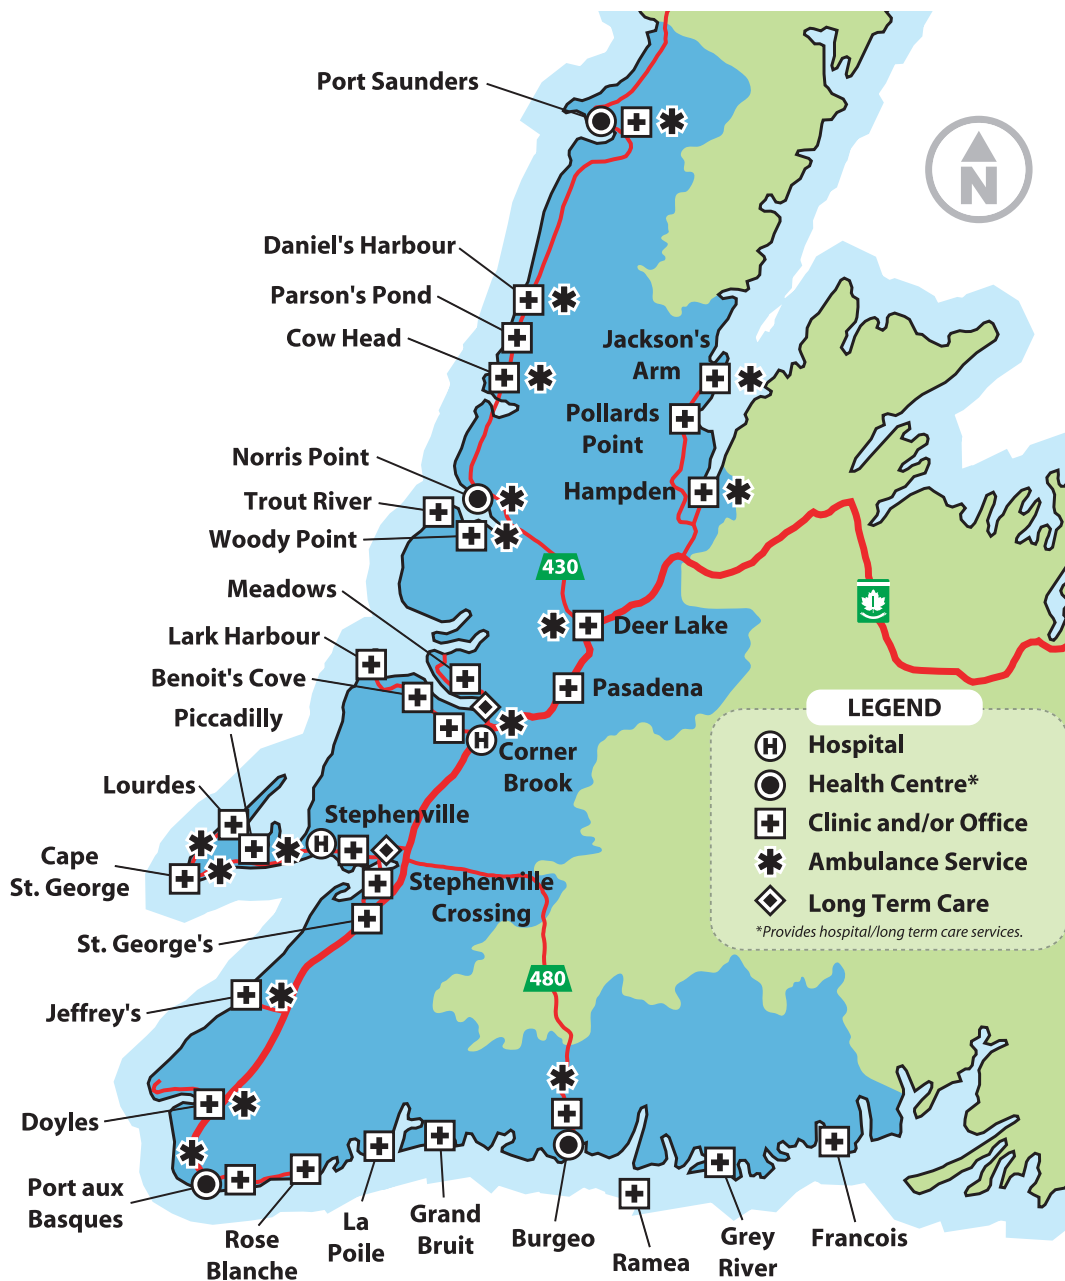 Port Saunders
N
Daniel's Harbour
Parson's Pond
Cow Head
Jackson's
Arm
Pollards
Point
Norris Point
Hampden
Trout River
Woody Point
430
Meadows
Deer Lake
Lark Harbour
Benoit's Cove
Pasadena
Piccadilly
H
Corner
Brook
Lourdes
Stephenville
H
Cape
St. George
Stephenville
Crossing
St. George's
480
Jeffrey's
Doyles
Port aux
Basques
Rose
Blanche
La
Poile
Grand
Bruit
Burgeo
Ramea
Grey
River
Francois
1
LEGEND
H Hospital
Health Centre*
Clinic and/or Office
Ambulance Service
Long Term Care
*Provides hospital/long term care services.